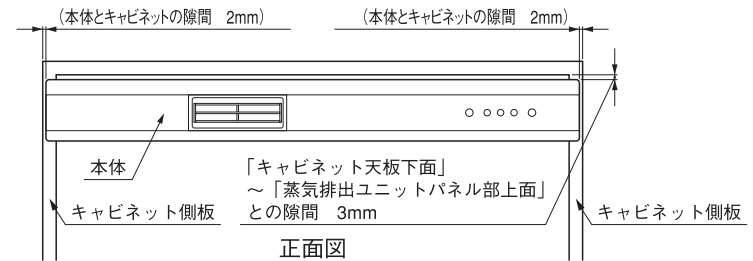 （本体とキャビネットの隙間　2mm）
（本体とキャビネットの隙間　2mm）
本体
「キャビネット天板下面」
～「蒸気排出ユニットパネル部上面」
との隙間　3mm
キャビネット側板
キャビネット側板
正面図